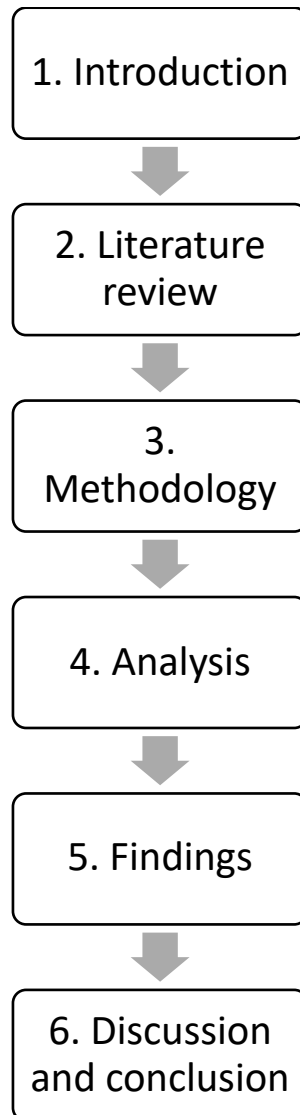 1. Introduction
2. Literature
review
3.
Methodology
4. Analysis
5. Findings
6. Discussion
and conclusion